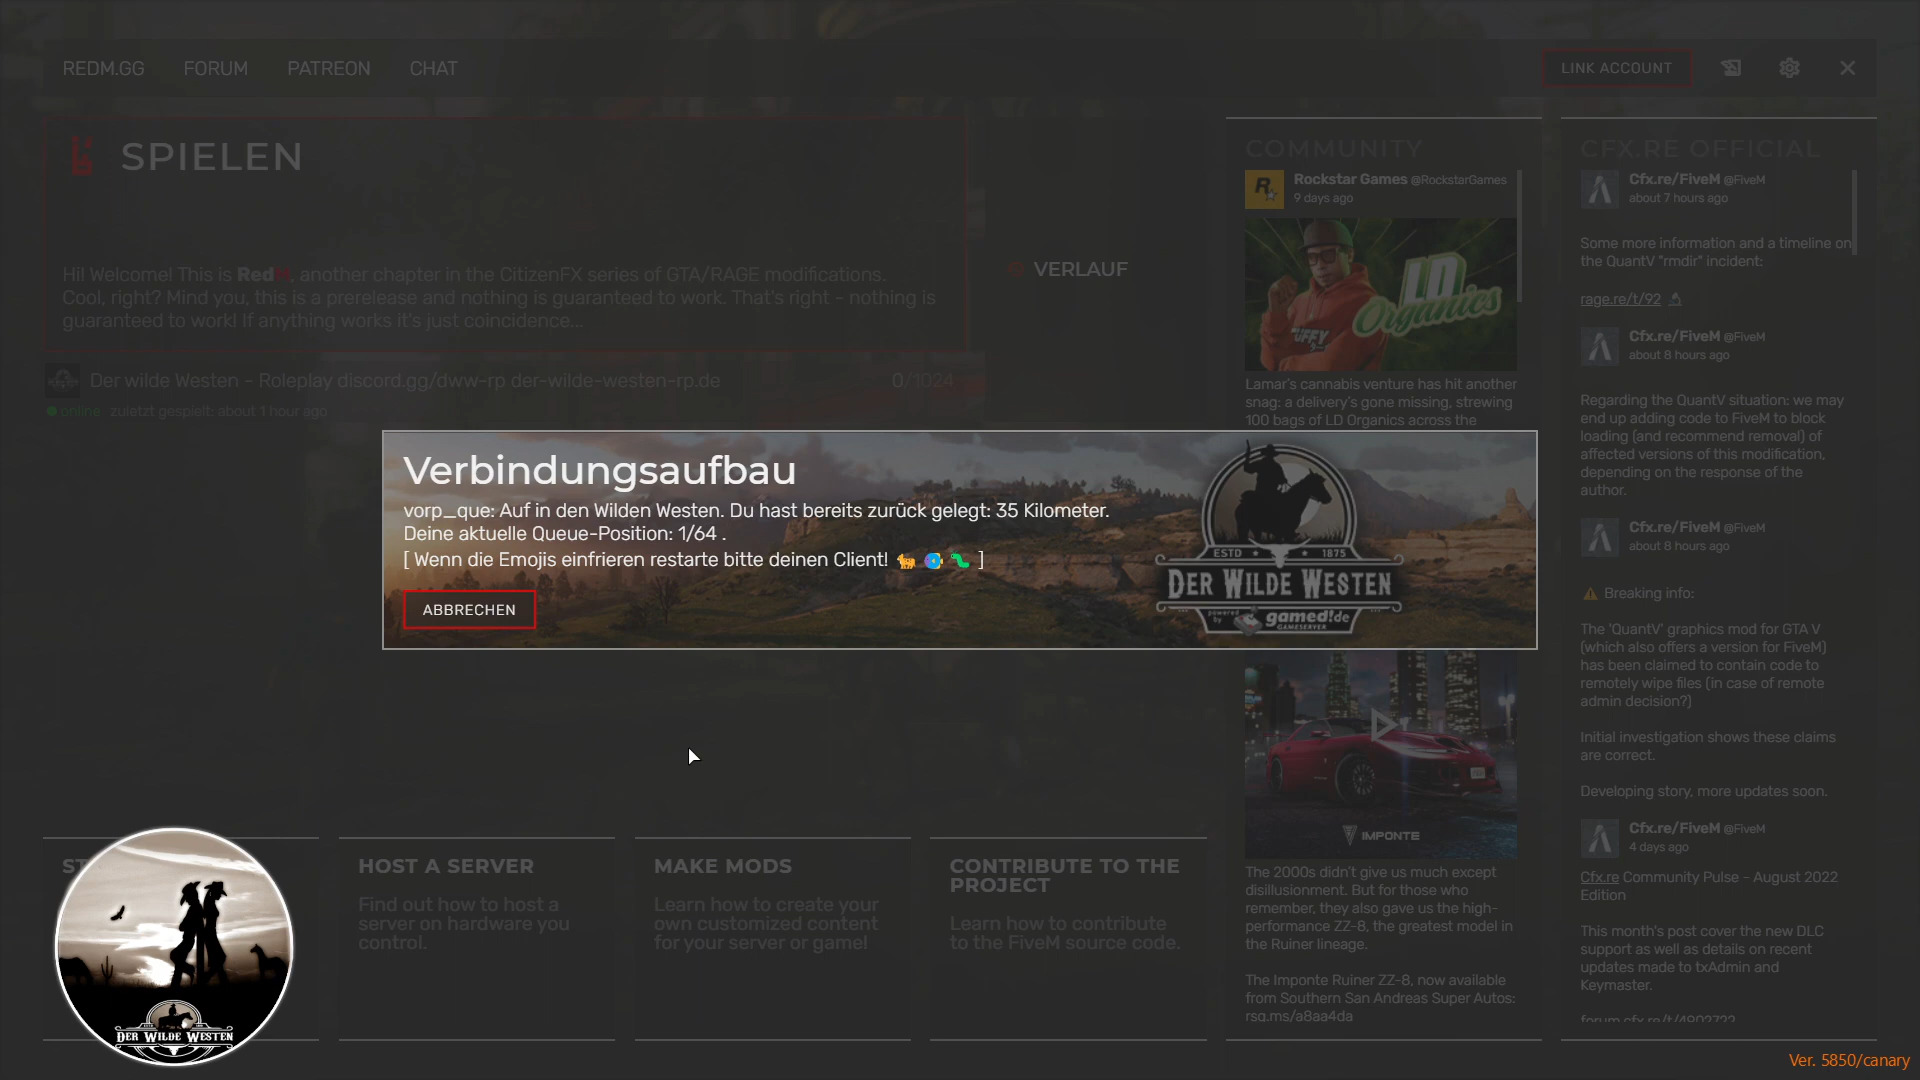 REDM.GG FORUM PATREON CHAT
LINK ACCOUNT
SPIELEN
Hi! Welcome! This is RedM, another chapter in the CitizenFX series of GTA/RAGE modifications.
Cool, right? Mind you, this is a prerelease and nothing is guaranteed to work. That's right - nothing is
guaranteed to work! If anything works it's just coincidence...
VERLAUF
Der wilde Westen - Roleplay discord.gg/dww-rp der-wilde-westen-rp.de
0/1024
online zuletzt gespielt: about 1 hour ago
Verbindungsaufbau
vorp_que: Auf in den Wilden Westen. Du hast bereits zurück gelegt: 35 Kilometer.
Deine aktuelle Queue-Position: 1/64 .
[ Wenn die Emojis einfrieren restarte bitte deinen Client! 🐈 🐠 🐛 ]
ABBRECHEN
ESTD 1875
DER WILDE WESTEN
powered
by
gamed!de
GAMESERVER
COMMUNITY
R
Rockstar Games @RockstarGames
9 days ago
LD
Organics
TUFFY
Lamar's cannabis venture has hit another
snag: a delivery's gone missing, strewing
100 bags of LD Organics across the
IMPONTE
The 2000s didn't give us much except
disillusionment. But for those who
remember, they also gave us the high-
performance ZZ-8, the greatest model in
the Ruiner lineage.
The Imponte Ruiner ZZ-8, now available
from Southern San Andreas Super Autos:
rsg.ms/a8aa4da
CFX.RE OFFICIAL
Cfx.re/FiveM @FiveM
about 7 hours ago
Some more information and a timeline on
the QuantV "rmdir" incident:
rage.re/t/92
Cfx.re/FiveM @FiveM
about 8 hours ago
Regarding the QuantV situation: we may
end up adding code to FiveM to block
loading (and recommend removal) of
affected versions of this modification,
depending on the response of the
author.
Cfx.re/FiveM @FiveM
about 8 hours ago
⚠️ Breaking info:
The 'QuantV' graphics mod for GTA V
(which also offers a version for FiveM)
has been claimed to contain code to
remotely wipe files (in case of remote
admin decision?)
Initial investigation shows these claims
are correct.
Developing story, more updates soon.
Cfx.re/FiveM @FiveM
4 days ago
Cfx.re Community Pulse - August 2022
Edition
This month's post cover the new DLC
support as well as details on recent
updates made to txAdmin and
Keymaster.
forum.cfx.re/t/4902722
ST
DER WILDE WESTEN
HOST A SERVER
Find out how to host a
server on hardware you
control.
MAKE MODS
Learn how to create your
own customized content
for your server or game!
CONTRIBUTE TO THE
PROJECT
Learn how to contribute
to the FiveM source code.
Ver. 5850/canary